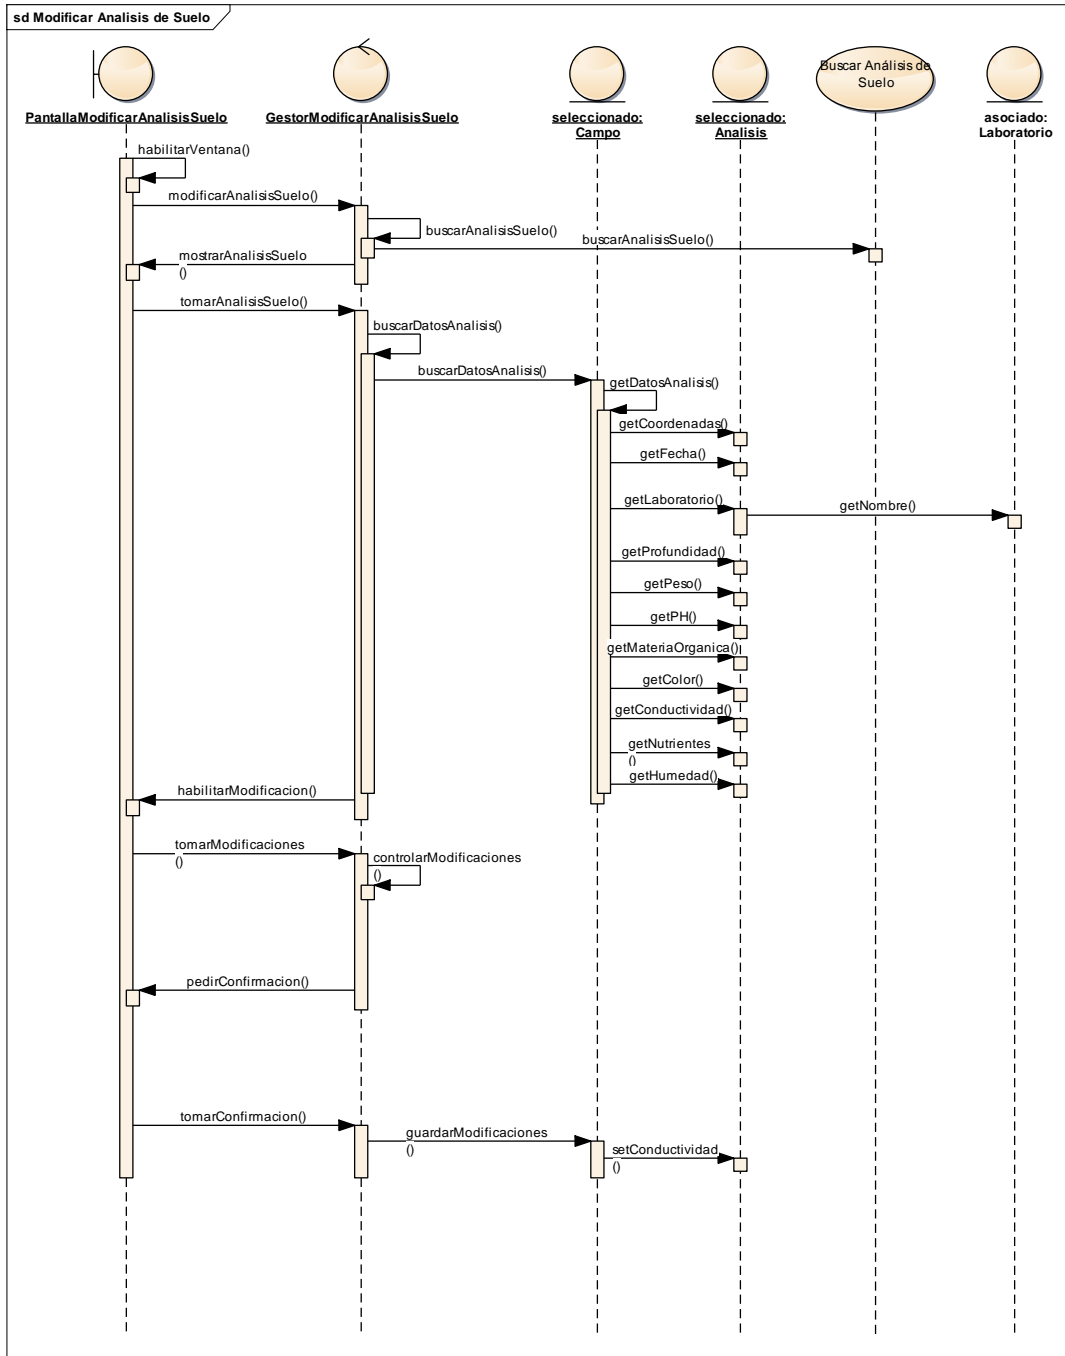 sd Modificar Analisis de Suelo
PantallaModificarAnalisisSuelo
GestorModificarAnalisisSuelo
seleccionado:
Campo
seleccionado:
Analisis
Buscar Análisis de
Suelo
asociado:
Laboratorio
habilitarVentana()
modificarAnalisisSuelo()
buscarAnalisisSuelo()
buscarAnalisisSuelo()
mostrarAnalisisSuelo
()
tomarAnalisisSuelo()
buscarDatosAnalisis()
buscarDatosAnalisis()
getDatosAnalisis()
getCoordenadas()
getFecha()
getLaboratorio()
getNombre()
getProfundidad()
getPeso()
getPH()
getMateriaOrganica()
getColor()
getConductividad()
getNutrientes
()
getHumedad()
habilitarModificacion()
tomarModificaciones
()
controlarModificaciones
()
pedirConfirmacion()
tomarConfirmacion()
guardarModificaciones
()
setConductividad
()